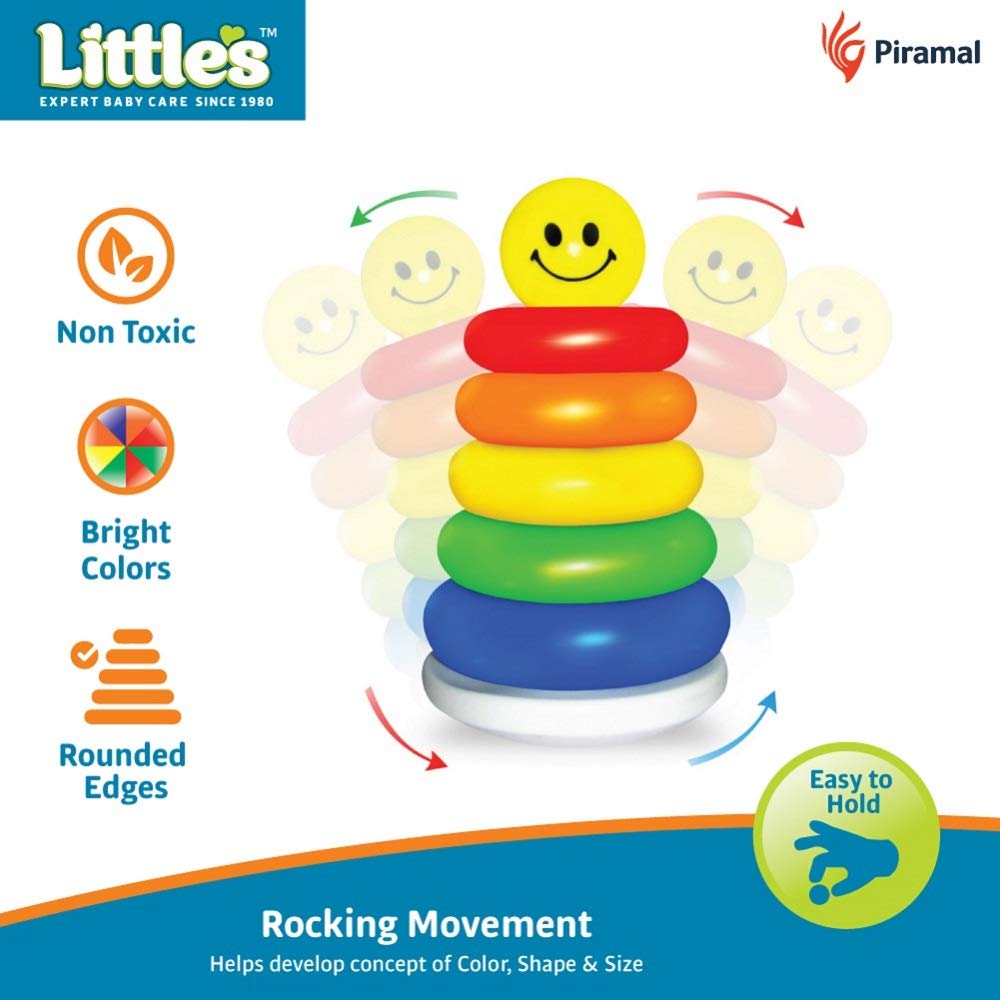 Little's™
EXPERT BABY CARE SINCE 1980
Piramal
Non Toxic
Bright
Colors
Rounded
Edges
Easy to
Hold
Rocking Movement
Helps develop concept of Color, Shape & Size